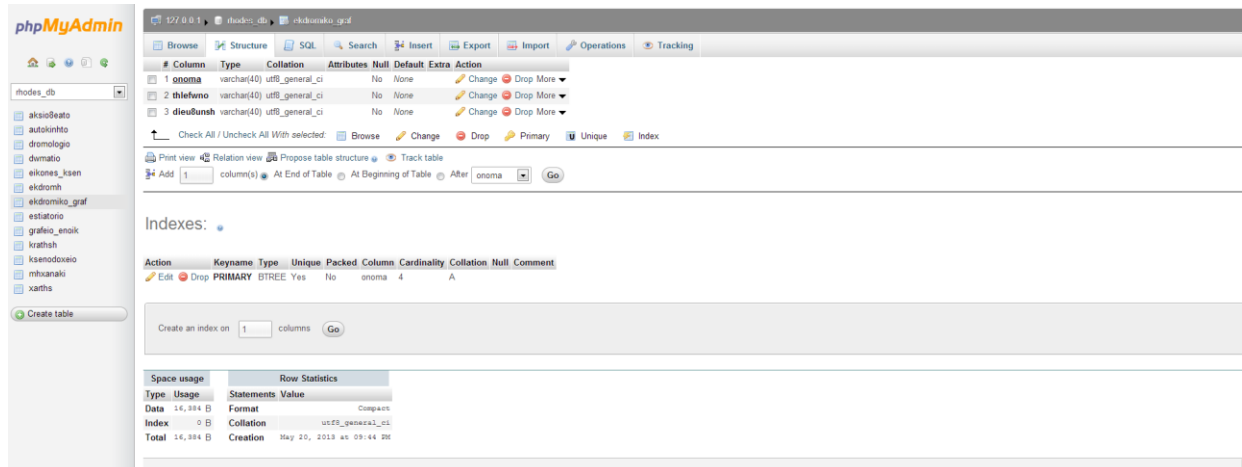 phpMyAdmin
rhodes_db
aksio8eato
autokinhto
dromologio
dwmatio
eikones_ksen
ekdromh
ekdromiko_graf
estiatorio
grafeio_enoik
krathsh
ksenodoxeio
mhxanaki
xarths
Create table
127.0.0.1 ▸ rhodes_db ▸ ekdromiko_graf
Browse Structure SQL Search Insert Export Import Operations Tracking
# Column Type Collation Attributes Null Default Extra Action
1 onoma varchar(40) utf8_general_ci No None Change Drop More
2 thlefwno varchar(40) utf8_general_ci No None Change Drop More
3 dieu8unsh varchar(40) utf8_general_ci No None Change Drop More
Check All / Uncheck All With selected: Browse Change Drop Primary Unique Index
Print view Relation view Propose table structure Track table
Add 1 column(s) At End of Table At Beginning of Table After onoma Go
Indexes:
Action Keyname Type Unique Packed Column Cardinality Collation Null Comment
Edit Drop PRIMARY BTREE Yes No onoma 4 A
Create an index on 1 columns Go
Space usage
Type Usage
Data 16,384 B
Index 0 B
Total 16,384 B
Row Statistics
Statements Value
Format Compact
Collation utf8_general_ci
Creation May 20, 2013 at 09:44 PM